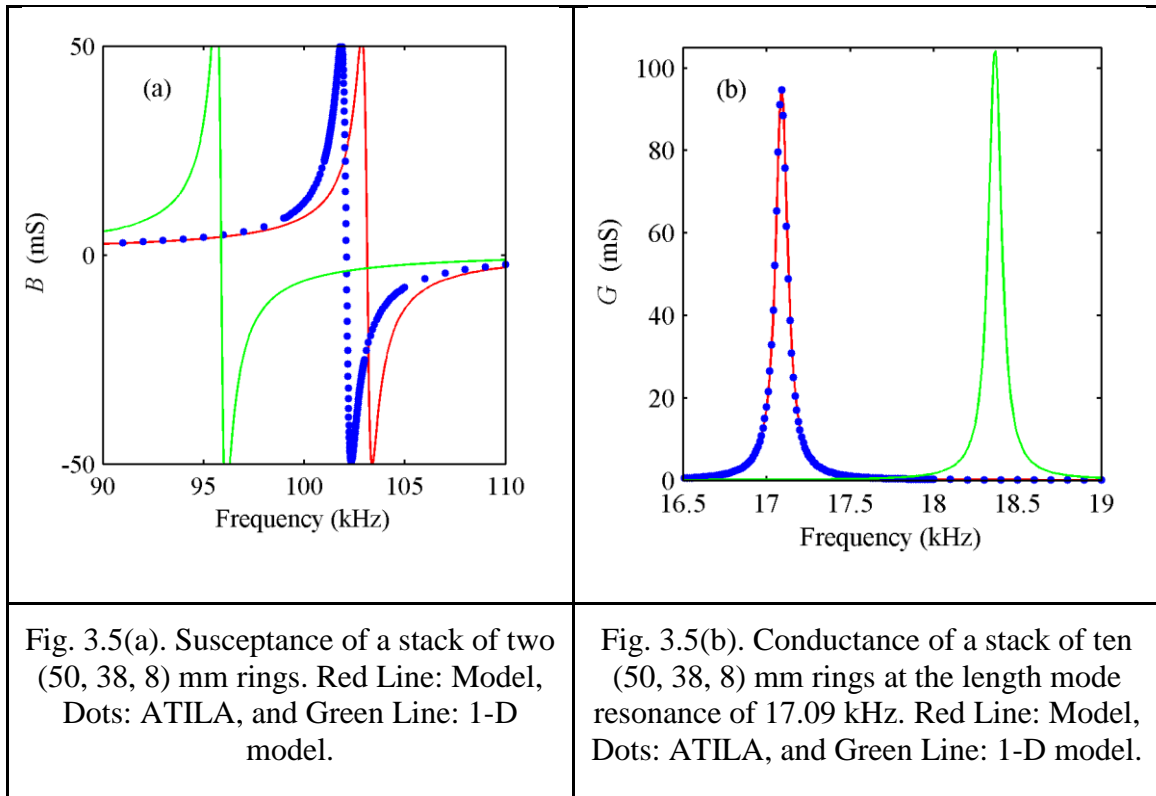 50
(a)
B (mS)
0
-50
90
95
100
105
110
Frequency (kHz)
100
(b)
80
G (mS)
60
40
20
0
16.5
17
17.5
18
18.5
19
Frequency (kHz)
Fig. 3.5(a). Susceptance of a stack of two
(50, 38, 8) mm rings. Red Line: Model,
Dots: ATILA, and Green Line: 1-D
model.
Fig. 3.5(b). Conductance of a stack of ten
(50, 38, 8) mm rings at the length mode
resonance of 17.09 kHz. Red Line: Model,
Dots: ATILA, and Green Line: 1-D model.